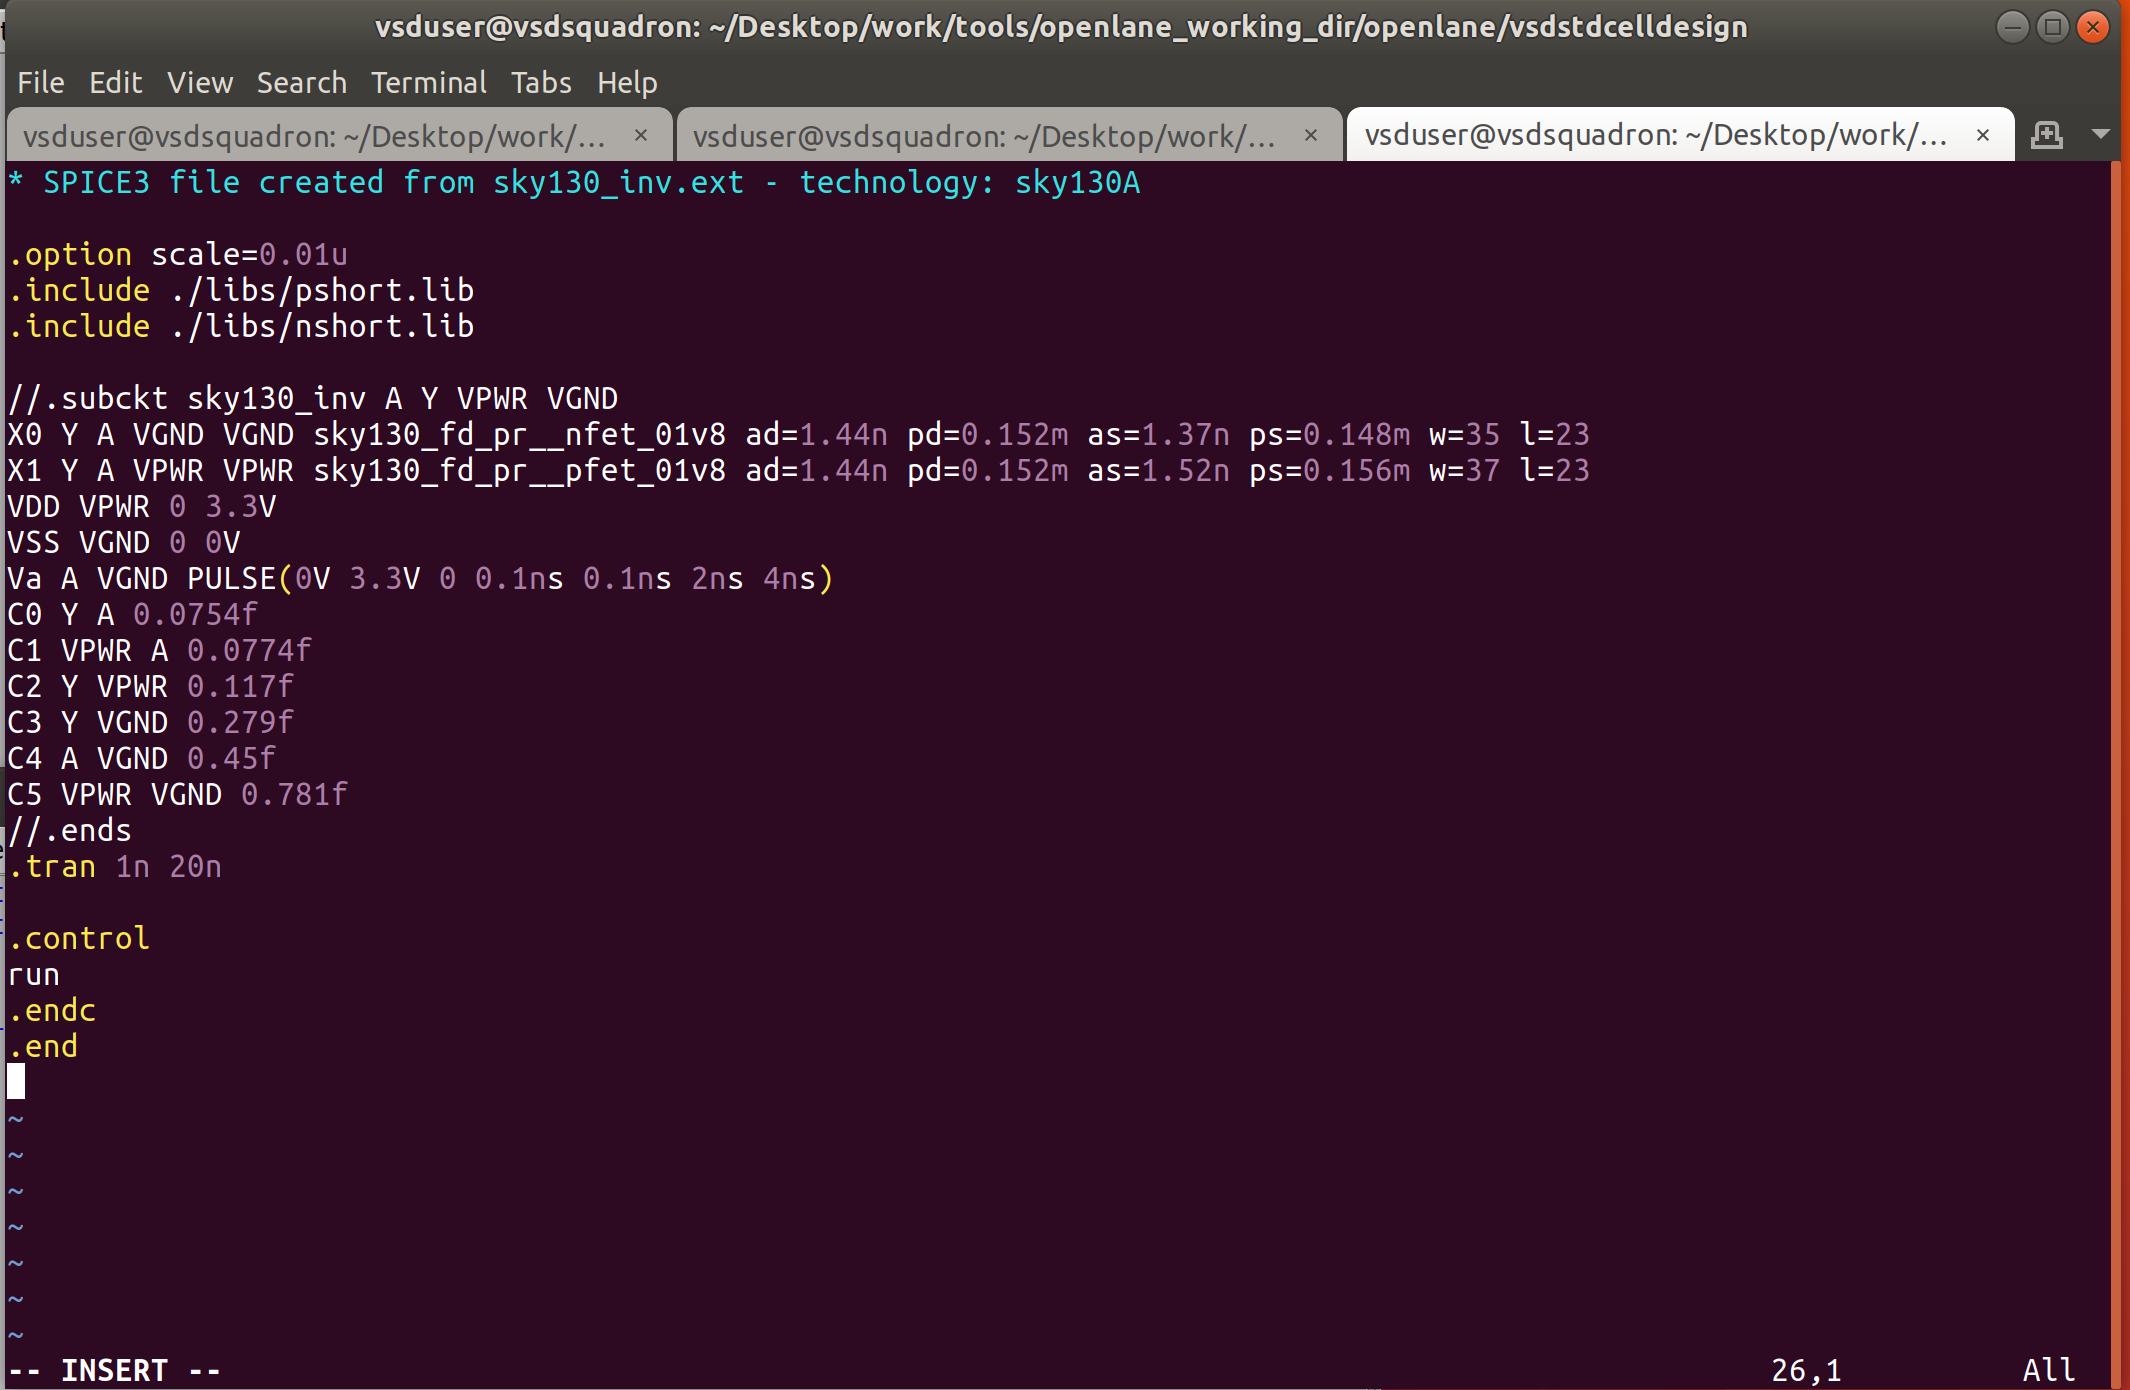 vsduser@vsdsquadron: ~/Desktop/work/tools/openlane_working_dir/openlane/vsdstdcelldesign
File Edit View Search Terminal Tabs Help
vsduser@vsdsquadron: ~/Desktop/work/... × vsduser@vsdsquadron: ~/Desktop/work/... × vsduser@vsdsquadron: ~/Desktop/work/... ×
* SPICE3 file created from sky130_inv.ext - technology: sky130A
.option scale=0.01u
.include ./libs/pshort.lib
.include ./libs/nshort.lib
//.subckt sky130_inv A Y VPWR VGND
X0 Y A VGND VGND sky130_fd_pr__nfet_01v8 ad=1.44n pd=0.152m as=1.37n ps=0.148m w=35 l=23
X1 Y A VPWR VPWR sky130_fd_pr__pfet_01v8 ad=1.44n pd=0.152m as=1.52n ps=0.156m w=37 l=23
VDD VPWR 0 3.3V
VSS VGND 0 0V
Va A VGND PULSE(0V 3.3V 0 0.1ns 0.1ns 2ns 4ns)
C0 Y A 0.0754f
C1 VPWR A 0.0774f
C2 Y VPWR 0.117f
C3 Y VGND 0.279f
C4 A VGND 0.45f
C5 VPWR VGND 0.781f
//.ends
.tran 1n 20n
.control
run
.endc
.end
~
~
~
~
~
~
~
-- INSERT -- 26,1 All